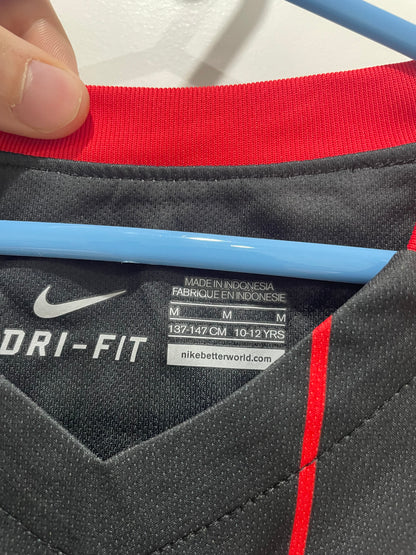 MADE IN INDONESIA
FABRIQUE EN INDONESIE
M M M
137-147 CM 10-12 YRS
nikebetterworld.com
DRI-FIT